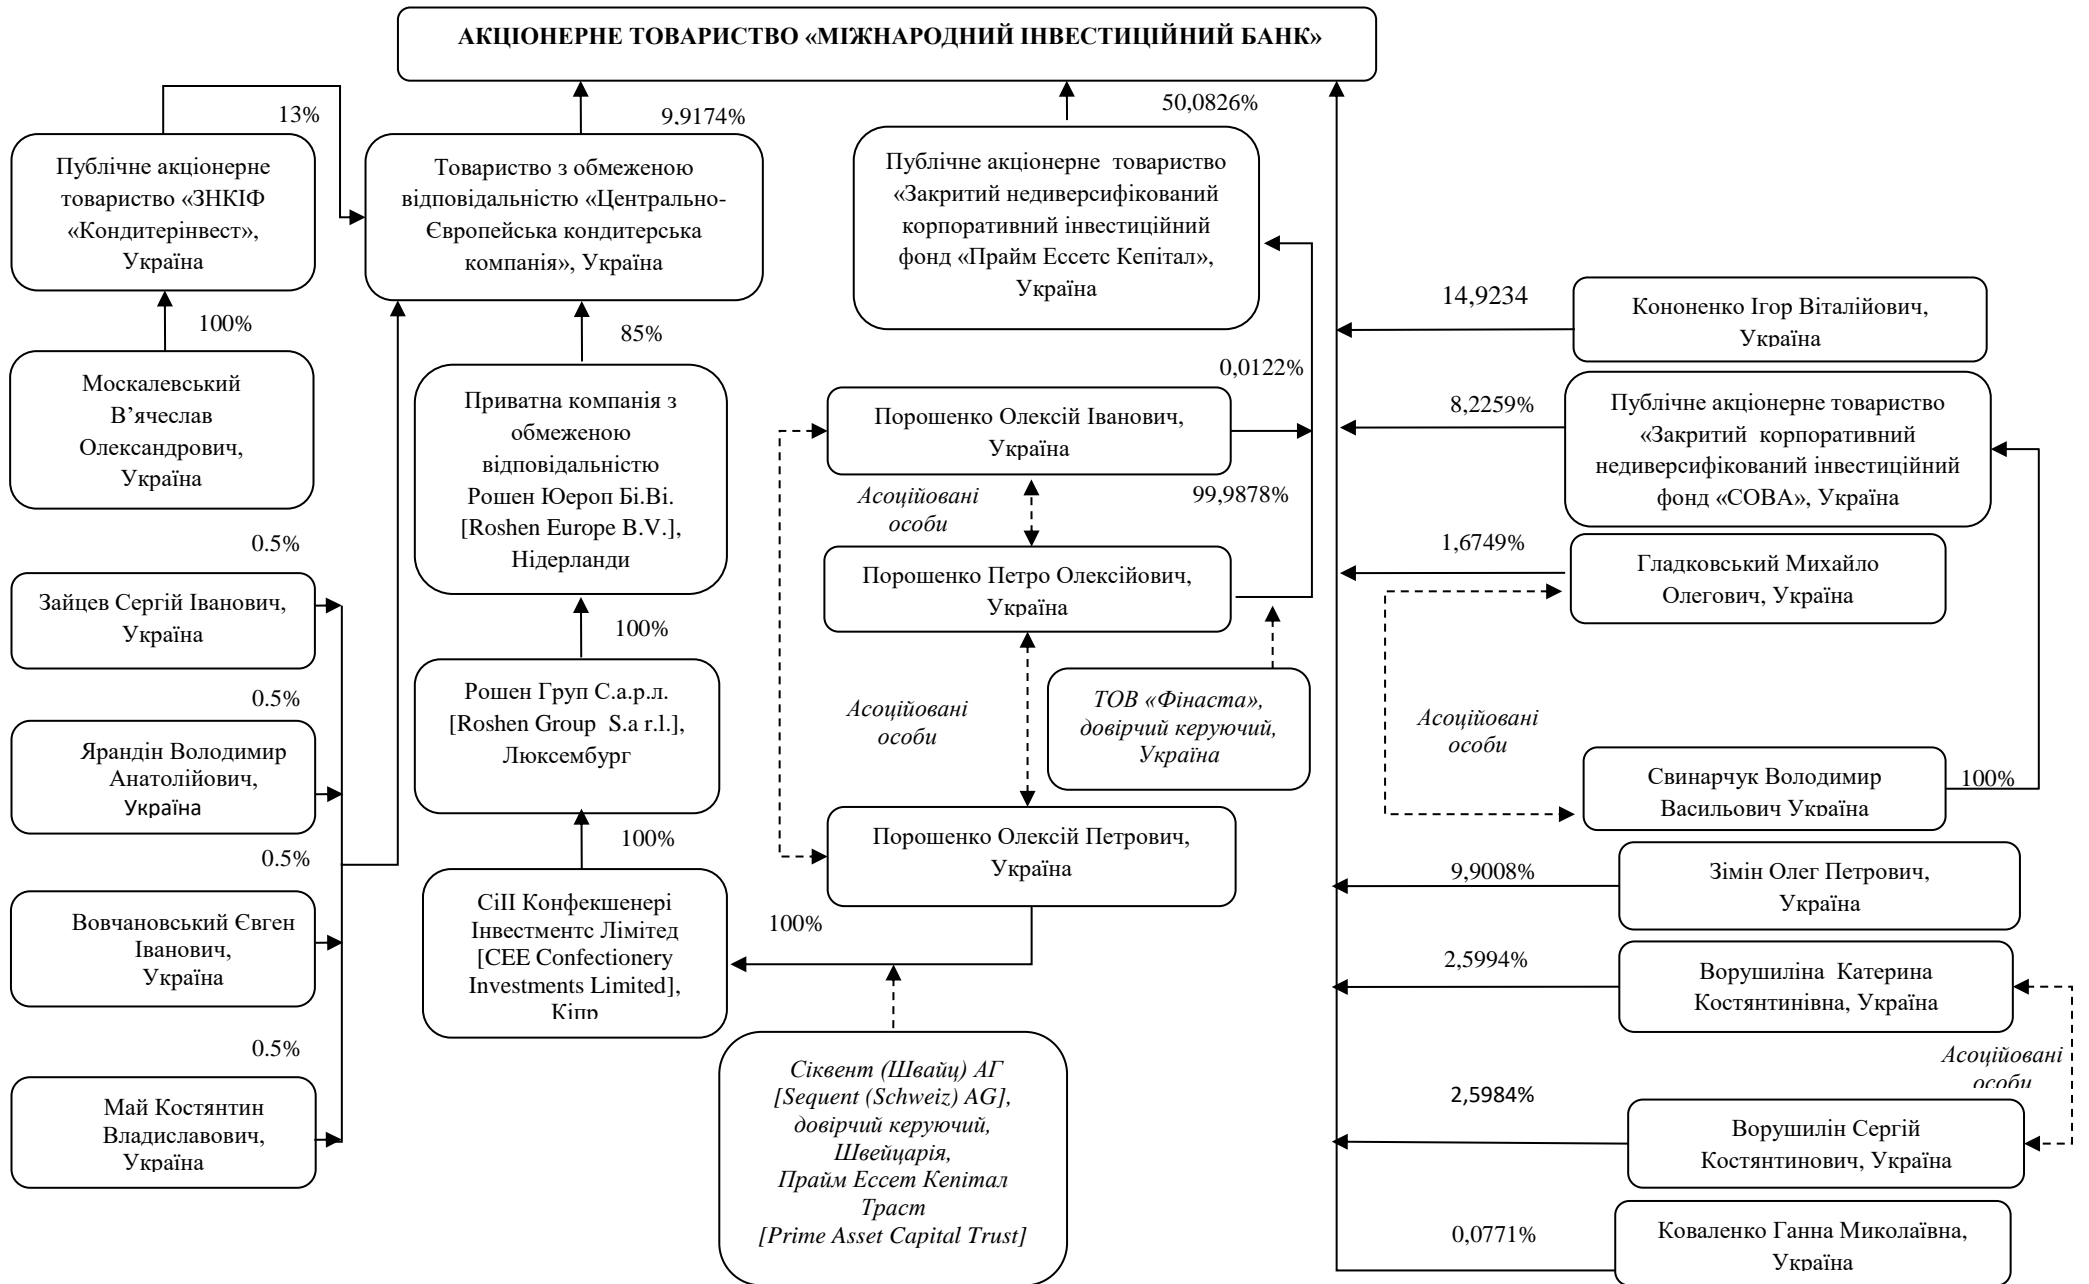 АКЦІОНЕРНЕ ТОВАРИСТВО «МІЖНАРОДНИЙ ІНВЕСТИЦІЙНИЙ БАНК»
13%
9,9174%
50,0826%
Публічне акціонерне
товариство «ЗНКІФ
«Кондитерінвест»,
Україна
Товариство з обмеженою
відповідальністю «Центрально-
Європейська кондитерська
компанія», Україна
Публічне акціонерне товариство
«Закритий недиверсифікований
корпоративний інвестиційний
фонд «Прайм Ессетс Кепітал»,
Україна
100%
85%
14,9234
Кононенко Ігор Віталійович,
Україна
Москалевський
В’ячеслав
Олександрович,
Україна
Приватна компанія з
обмеженою
відповідальністю
Рошен Юероп Бі.Ві.
[Roshen Europe B.V.],
Нідерланди
0,0122%
Порошенко Олексій Іванович,
Україна
8,2259%
Публічне акціонерне товариство
«Закритий корпоративний
недиверсифікований інвестиційний
фонд «СОВА», Україна
Асоційовані
особи
99,9878%
0.5%
Зайцев Сергій Іванович,
Україна
Порошенко Петро Олексійович,
Україна
1,6749%
Гладковський Михайло
Олегович, Україна
100%
0.5%
Ярандін Володимир
Анатолійович,
Україна
Рошен Груп С.а.р.л.
[Roshen Group S.a r.l.],
Люксембург
Асоційовані
особи
ТОВ «Фінаста»,
довірчий керуючий,
Україна
Асоційовані
особи
Свинарчук Володимир
Васильович Україна
100%
100%
0.5%
Порошенко Олексій Петрович,
Україна
9,9008%
Зімін Олег Петрович,
Україна
Вовчановський Євген
Іванович,
Україна
СіІІ Конфекшенері
Інвестментс Лімітед
[CEE Confectionery
Investments Limited],
Кіпр
100%
2,5994%
Ворушиліна Катерина
Костянтинівна, Україна
Асоційовані
особи
0.5%
Май Костянтин
Владиславович,
Україна
Сіквент (Швайц) АГ
[Sequent (Schweiz) AG],
довірчий керуючий,
Швейцарія,
Прайм Ессет Кепітал
Траст
[Prime Asset Capital Trust]
2,5984%
Ворушилін Сергій
Костянтинович, Україна
0,0771%
Коваленко Ганна Миколаївна,
Україна